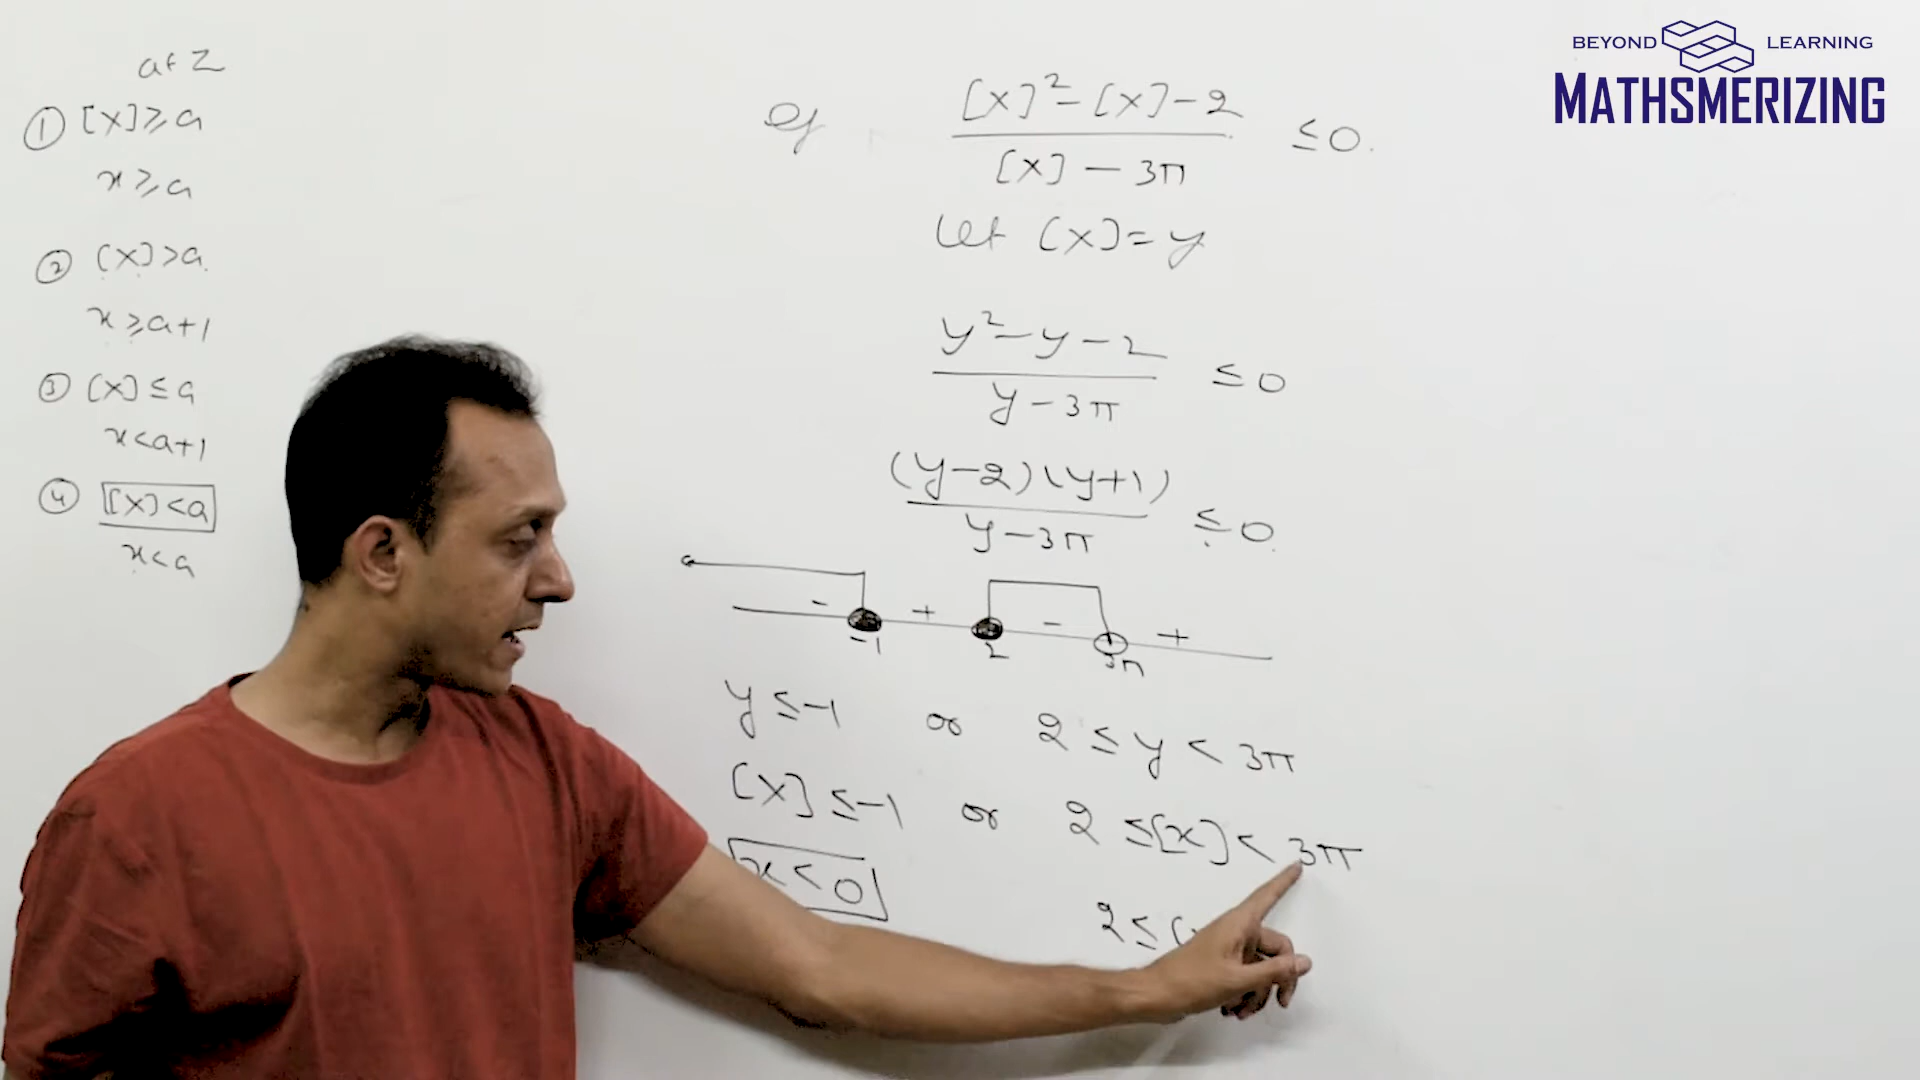 BEYOND LEARNING
MATHSMERIZING
a∈Z
① [x]≥a
x≥a
② [x]>a
x≥a+1
③ [x]≤a
x<a+1
④ [x]<a
x<a
eg [x]²-[x]-2 ≤0.
[x]-3π
Let [x]=y
y²-y-2 ≤0
y-3π
(y-2)(y+1) ≤0
y-3π
- + - +
-1 2 3π
y≤-1 or 2≤y<3π
[x]≤-1 or 2≤[x]<3π
x<0 2≤